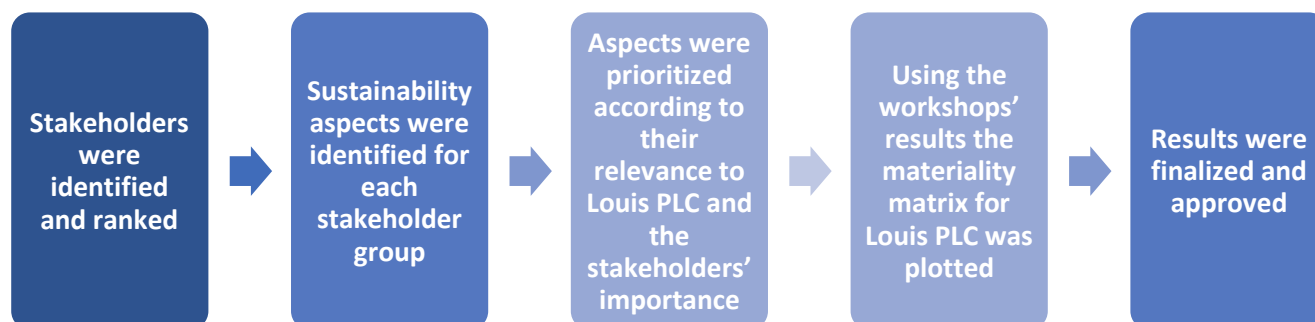 Stakeholders
were
identified
and ranked
Sustainability
aspects were
identified for
each
stakeholder
group
Aspects were
prioritized
according to
their
relevance to
Louis PLC and
the
stakeholders’
importance
Using the
workshops’
results the
materiality
matrix for
Louis PLC was
plotted
Results were
finalized and
approved